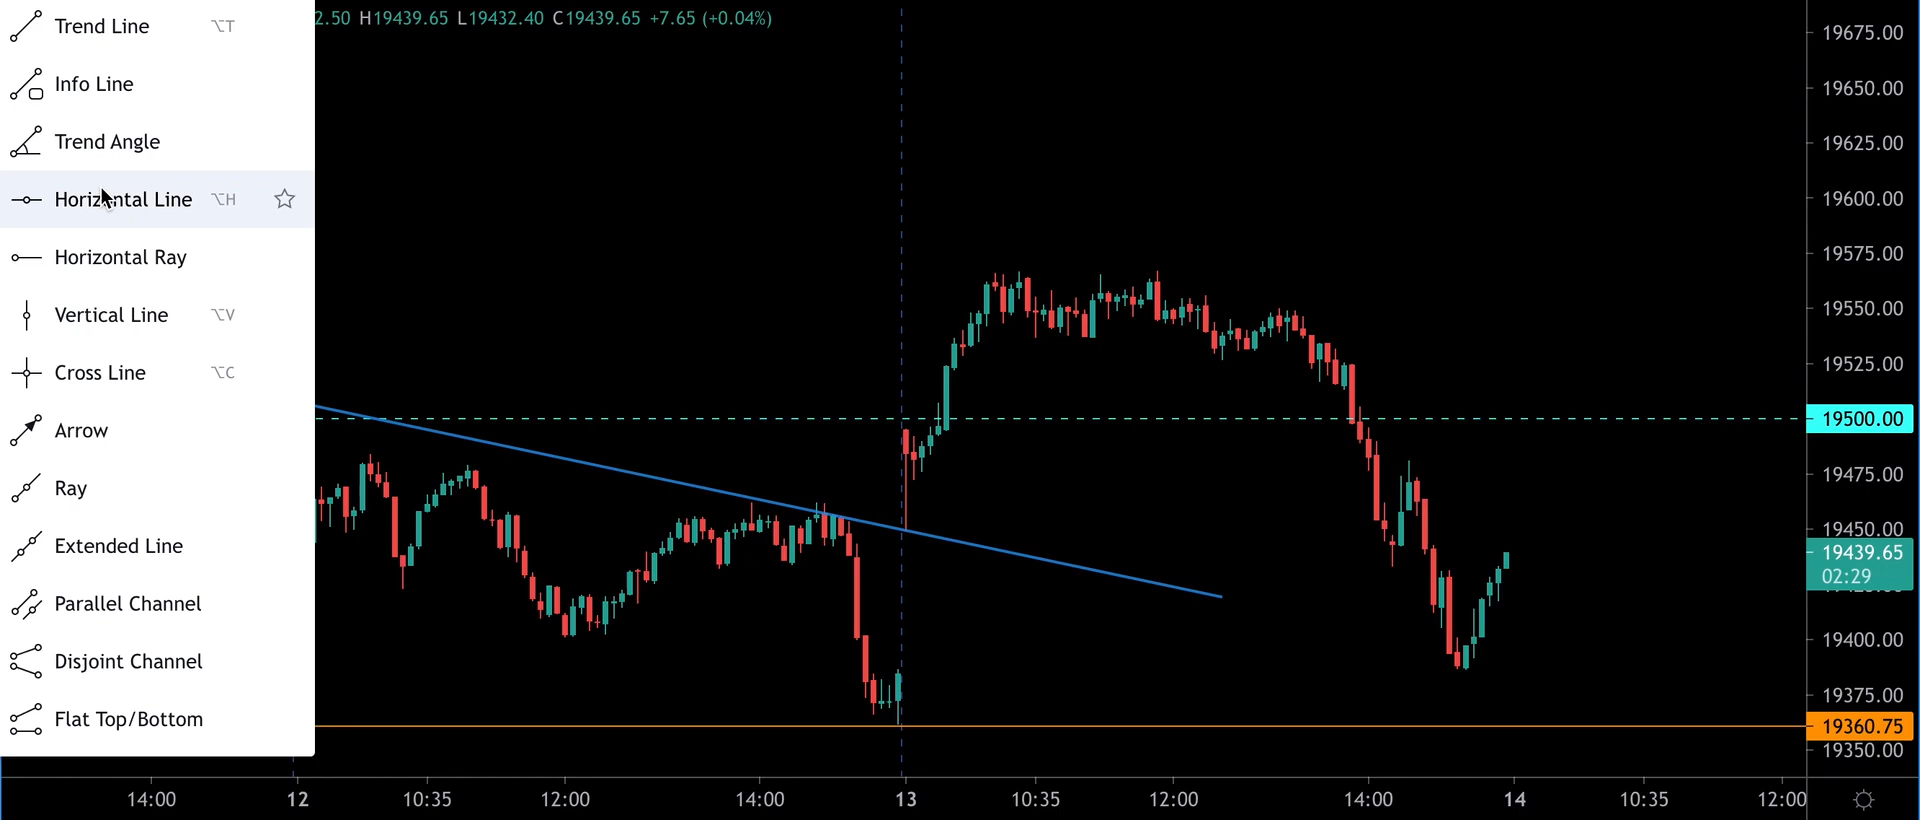 Trend Line ⌥T
Info Line
Trend Angle
Horizontal Line ⌥H
Horizontal Ray
Vertical Line ⌥V
Cross Line ⌥C
Arrow
Ray
Extended Line
Parallel Channel
Disjoint Channel
Flat Top/Bottom
2.50 H19439.65 L19432.40 C19439.65 +7.65 (+0.04%)
19675.00
19650.00
19625.00
19600.00
19575.00
19550.00
19525.00
19500.00
19475.00
19450.00
19439.65
02:29
19400.00
19375.00
19360.75
19350.00
14:00 12 10:35 12:00 14:00 13 10:35 12:00 14:00 14 10:35 12:00